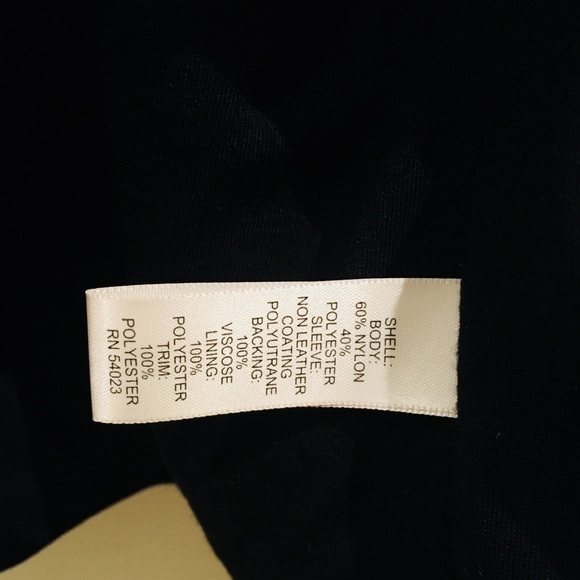 SHELL:
BODY:
60% NYLON
40%
POLYESTER
SLEEVE:
NON LEATHER
COATING
POLYUTRANE
BACKING:
100%
VISCOSE
LINING:
100%
POLYESTER
TRIM:
100%
POLYESTER
RN 54023